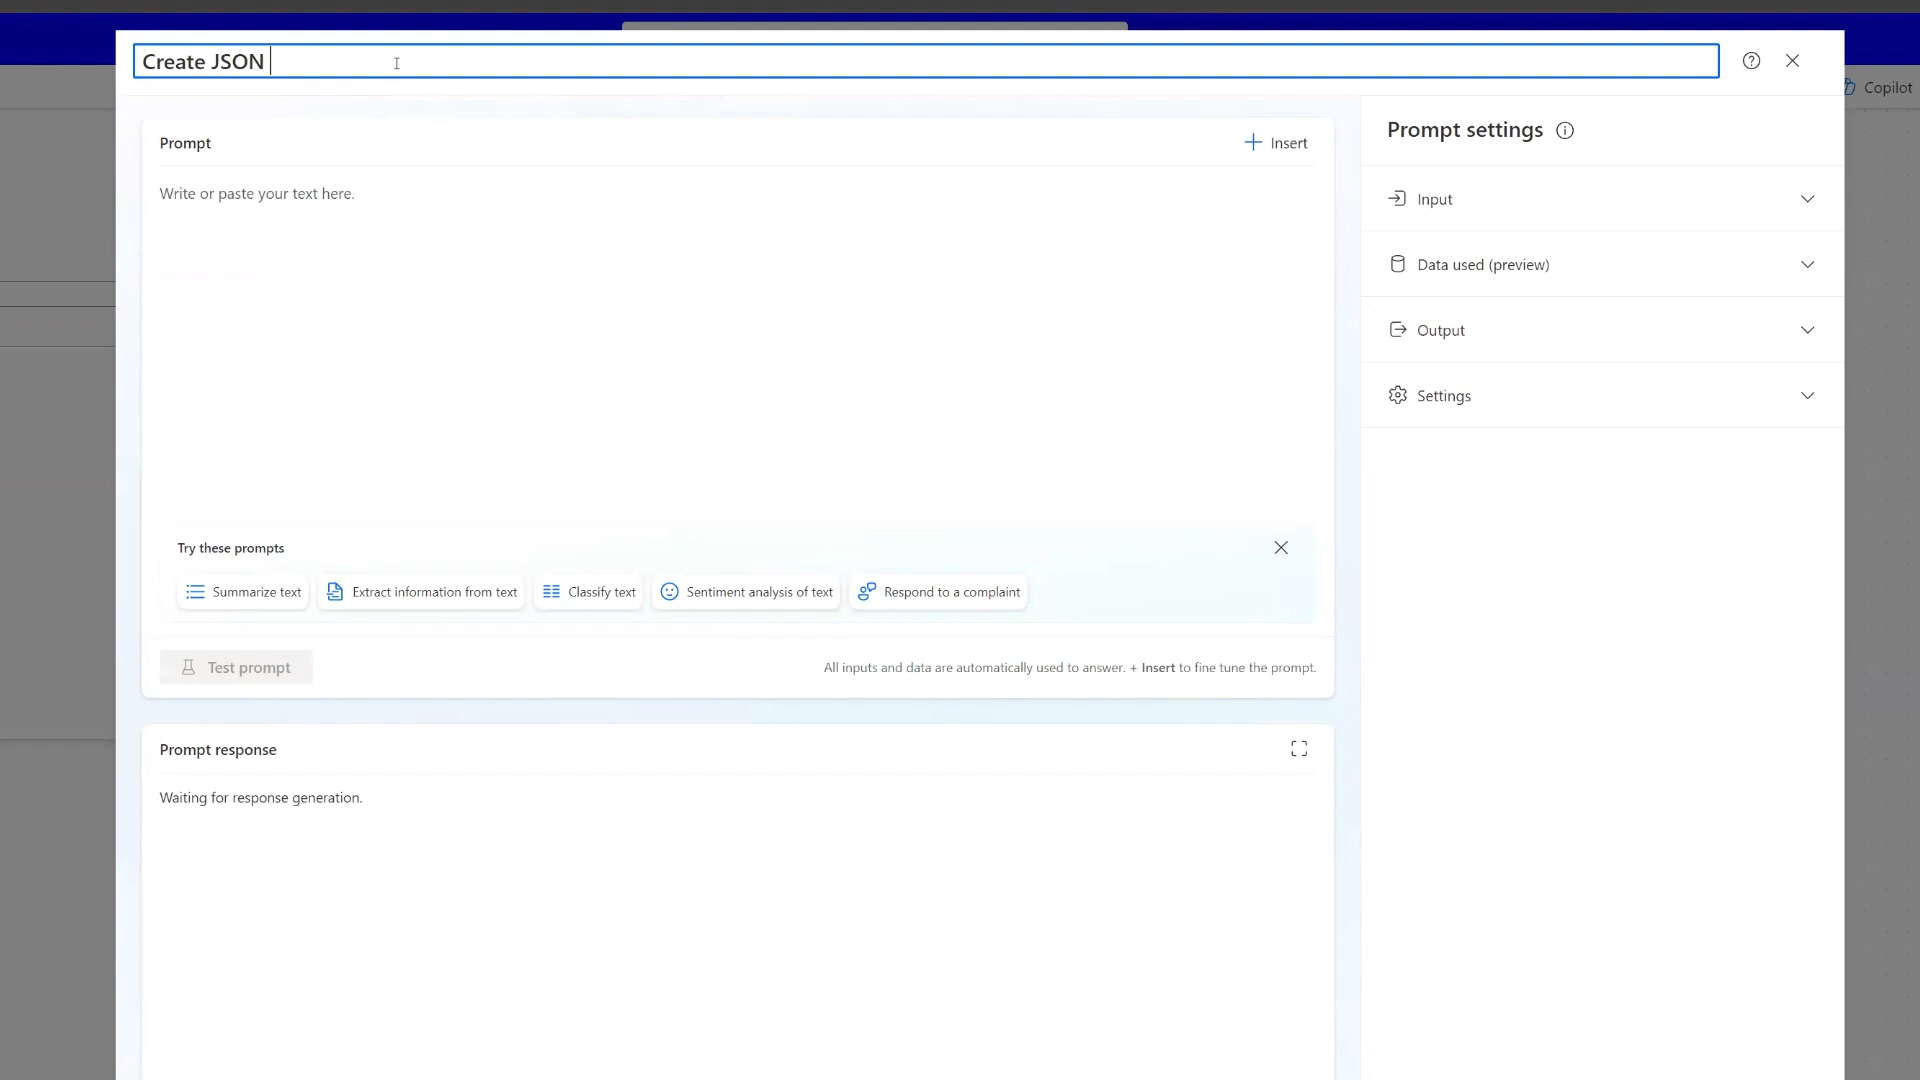 Create JSON
Copilot
Prompt
Insert
Write or paste your text here.
Try these prompts
Summarize text
Extract information from text
Classify text
Sentiment analysis of text
Respond to a complaint
Test prompt
All inputs and data are automatically used to answer. + Insert to fine tune the prompt.
Prompt response
Waiting for response generation.
Prompt settings
Input
Data used (preview)
Output
Settings